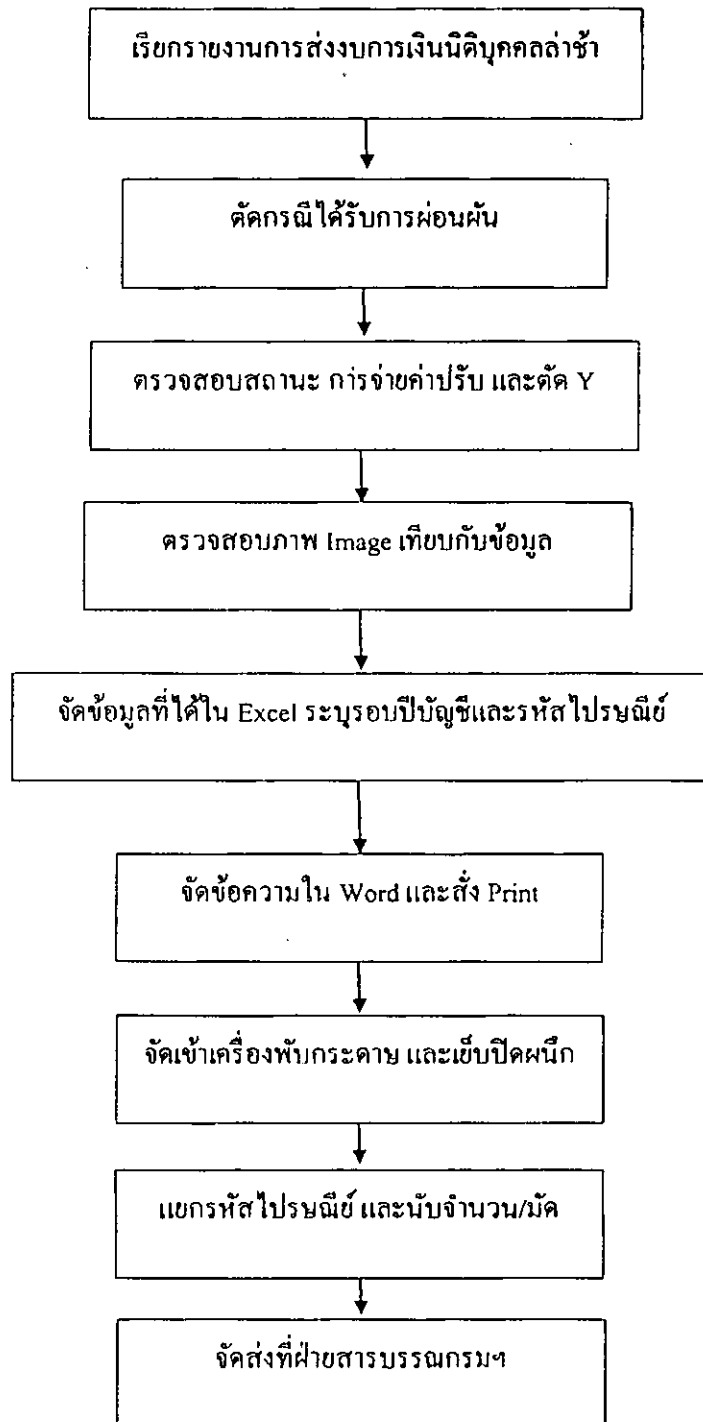 เรียกรายงานการส่งงบการเงินนิติบุคคลล่าช้า
ตัดกรณีได้รับการผ่อนผัน
ตรวจสอบสถานะ การจ่ายค่าปรับ และตัด Y
ตรวจสอบภาพ Image เทียบกับข้อมูล
จัดข้อมูลที่ได้ใน Excel ระบุรอบปีบัญชีและรหัสไปรษณีย์
จัดข้อความใน Word และสั่ง Print
จัดเข้าเครื่องพับกระดาษ และเย็บปิดผนึก
แยกรหัสไปรษณีย์ และนับจำนวน/มัด
จัดส่งที่ฝ่ายสารบรรณกรมฯ